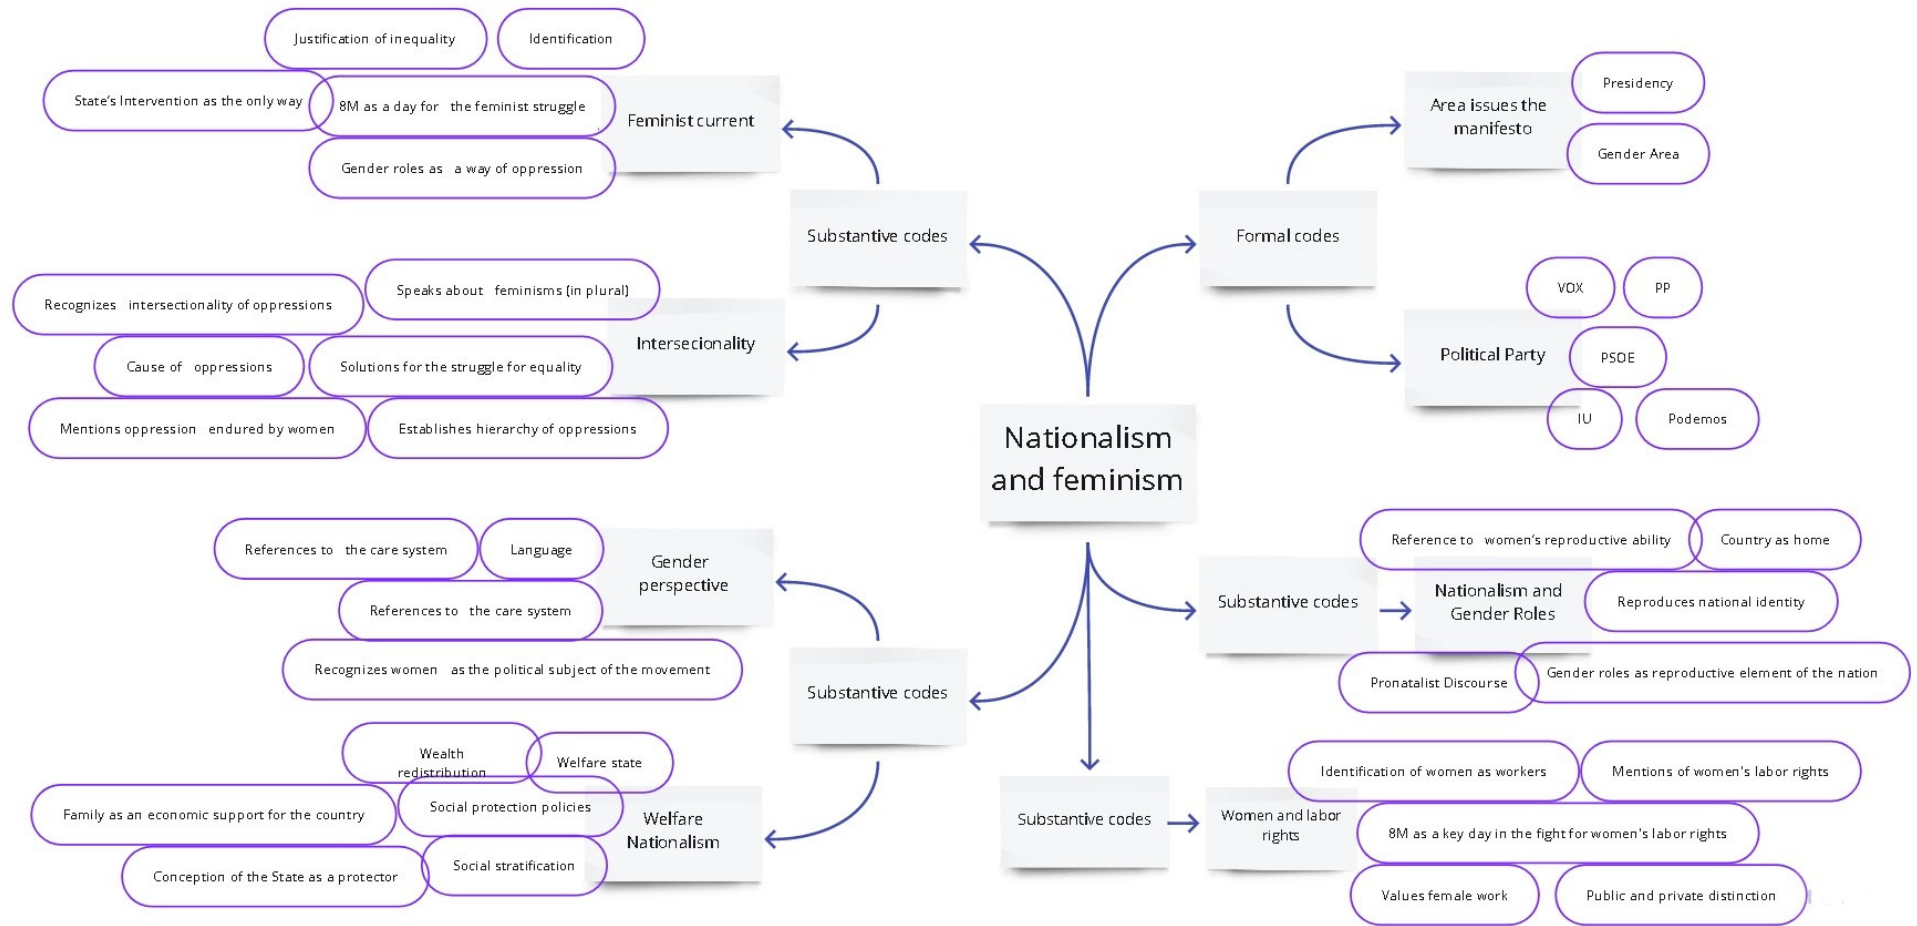 Justification of inequality
Identification
State's Intervention as the only way
8M as a day for the feminist struggle
Gender roles as a way of oppression
Feminist current
Substantive codes
Recognizes intersectionality of oppressions
Speaks about feminisms (in plural)
Cause of oppressions
Solutions for the struggle for equality
Mentions oppression endured by women
Establishes hierarchy of oppressions
Intersecionality
Formal codes
Area issues the
manifesto
Presidency
Gender Area
Political Party
VOX
PP
PSOE
IU
Podemos
Nationalism
and feminism
References to the care system
Language
References to the care system
Recognizes women as the political subject of the movement
Gender
perspective
Substantive codes
Wealth
redistribution
Welfare state
Family as an economic support for the country
Social protection policies
Conception of the State as a protector
Social stratification
Welfare
Nationalism
Substantive codes
Nationalism and
Gender Roles
Reference to women's reproductive ability
Country as home
Reproduces national identity
Pronatalist Discourse
Gender roles as reproductive element of the nation
Substantive codes
Women and labor
rights
Identification of women as workers
Mentions of women's labor rights
8M as a key day in the fight for women's labor rights
Values female work
Public and private distinction